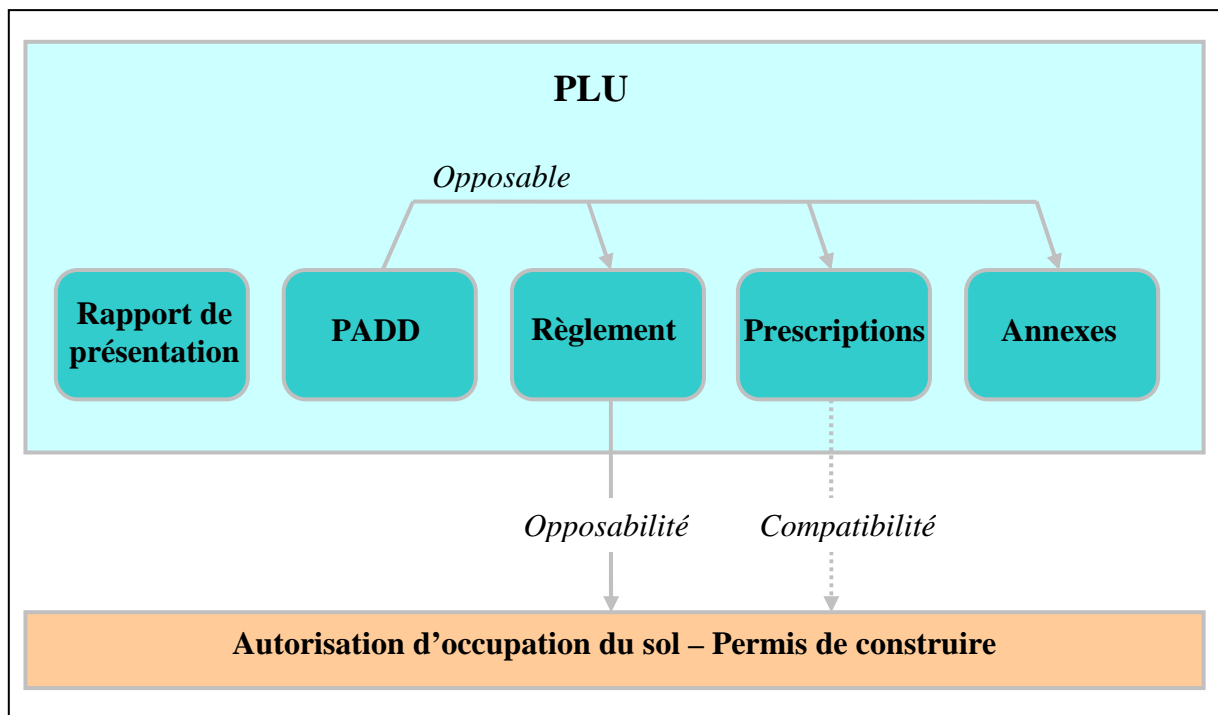 PLU
Opposable
Rapport de
présentation
PADD
Règlement
Prescriptions
Annexes
Opposabilité
Compatibilité
Autorisation d’occupation du sol – Permis de construire